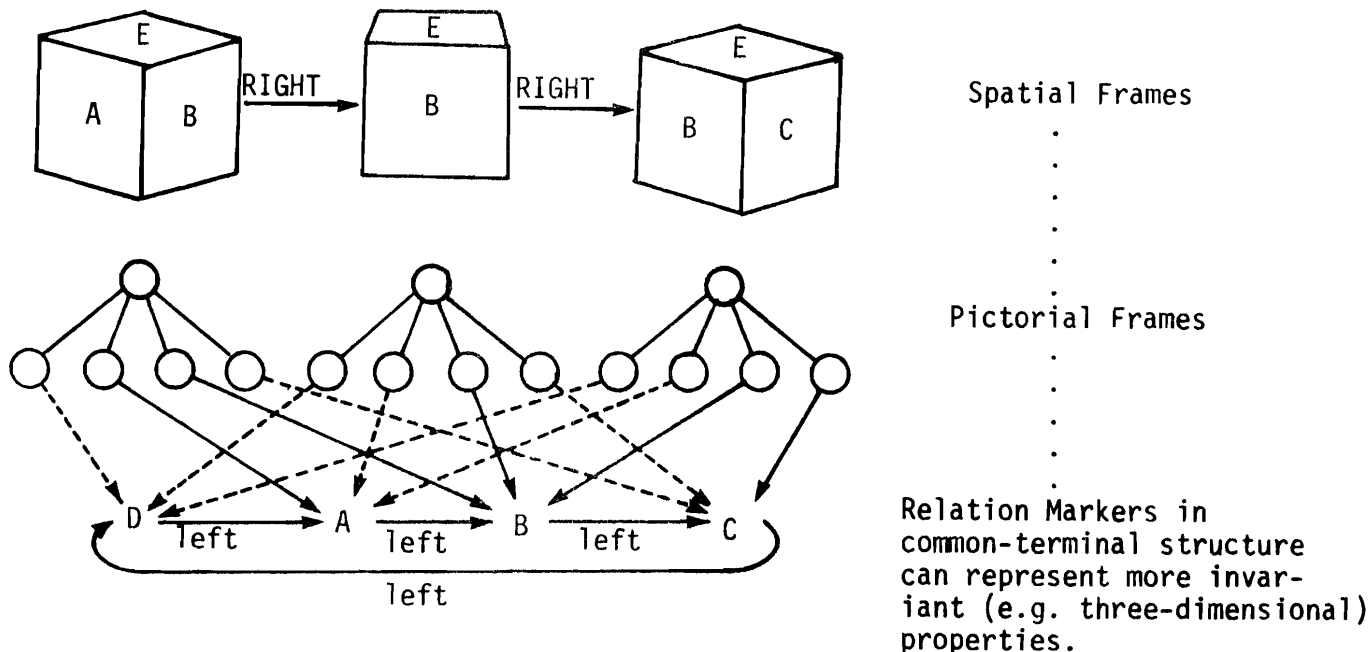 E
A
B
RIGHT
E
B
RIGHT
E
B
C
Spatial Frames
Pictorial Frames
D
left
A
left
B
left
C
left
Relation Markers in
common-terminal structure
can represent more invar-
iant (e.g. three-dimensional)
properties.